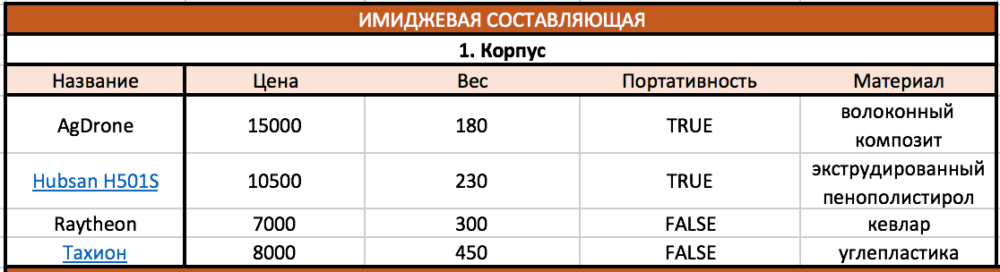 ИМИДЖЕВАЯ СОСТАВЛЯЮЩАЯ
1. Корпус
Название Цена Вес Портативность Материал
AgDrone 15000 180 TRUE волоконный
композит
Hubsan H501S 10500 230 TRUE экструдированный
пенополистирол
Raytheon 7000 300 FALSE кевлар
Тахион 8000 450 FALSE углепластика